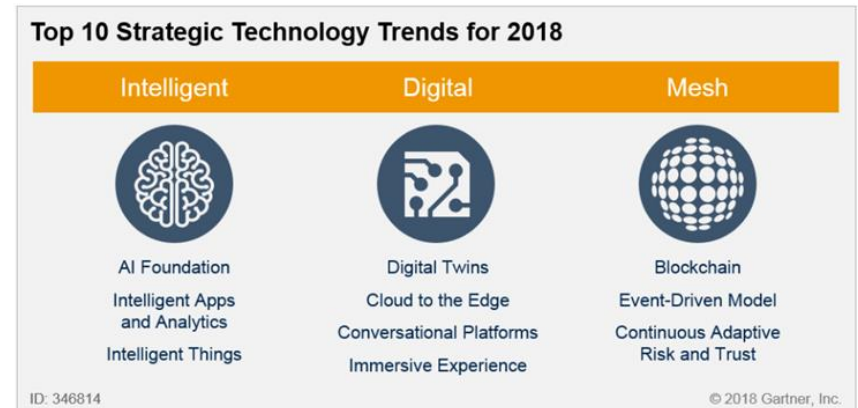 Top 10 Strategic Technology Trends for 2018
Intelligent
Digital
Mesh
AI Foundation
Intelligent Apps
and Analytics
Intelligent Things
Digital Twins
Cloud to the Edge
Conversational Platforms
Immersive Experience
Blockchain
Event-Driven Model
Continuous Adaptive
Risk and Trust
ID: 346814
© 2018 Gartner, Inc.